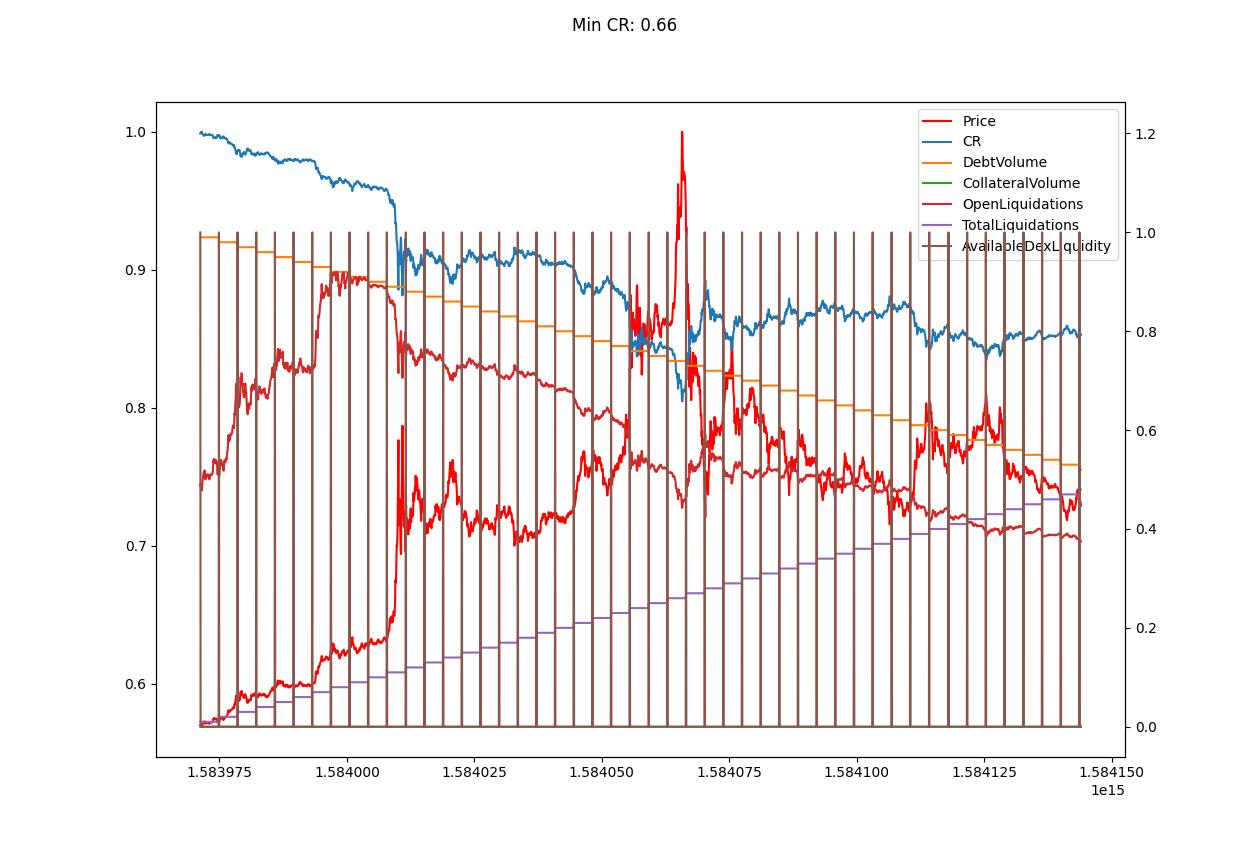 Min CR: 0.66
1.0
0.9
0.8
0.7
0.6
1.2
1.0
0.8
0.6
0.4
0.2
0.0
Price
CR
DebtVolume
CollateralVolume
OpenLiquidations
TotalLiquidations
AvailableDexLiquidity
1.583975 1.584000 1.584025 1.584050 1.584075 1.584100 1.584125 1.584150
1e15